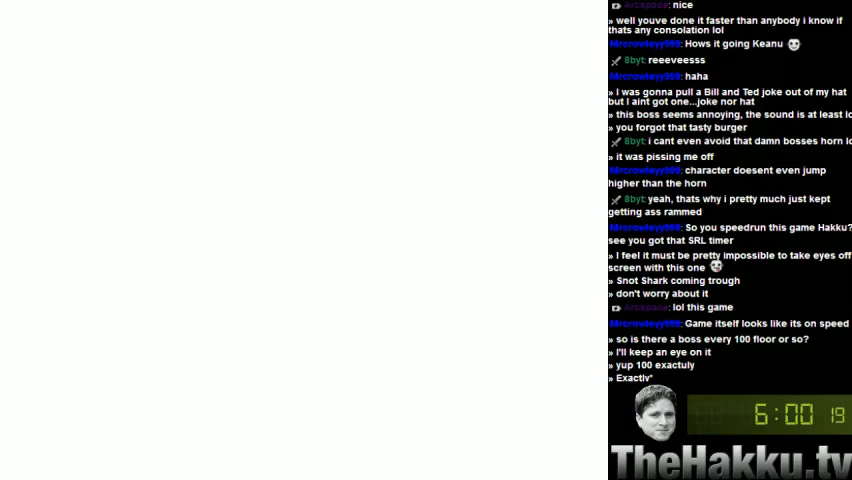 Arcspace: nice
» well youve done it faster than anybody i know if
thats any consolation lol
Mrcrowleyy999: Hows it going Keanu
8byt: reeeveesss
Mrcrowleyy999: haha
» I was gonna pull a Bill and Ted joke out of my hat
but I aint got one...joke nor hat
» this boss seems annoying, the sound is at least lo
» you forgot that tasty burger
8byt: i cant even avoid that damn bosses horn lo
» it was pissing me off
Mrcrowleyy999: character doesent even jump
higher than the horn
8byt: yeah, thats why i pretty much just kept
getting ass rammed
Mrcrowleyy999: So you speedrun this game Hakku?
see you got that SRL timer
» I feel it must be pretty impossible to take eyes off
screen with this one
» Snot Shark coming trough
» don't worry about it
Arcspace: lol this game
Mrcrowleyy999: Game itself looks like its on speed
» so is there a boss every 100 floor or so?
» I'll keep an eye on it
» yup 100 exactuly
» Exactly*
6:00 19
TheHakku.tv